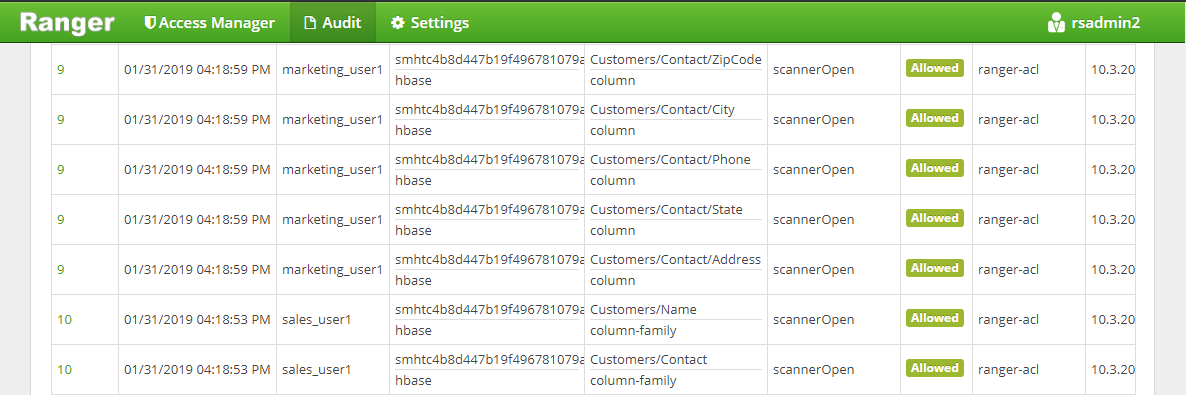 Ranger Access Manager Audit Settings rsadmin2
9 01/31/2019 04:18:59 PM marketing_user1 smhtc4b8d447b19f496781079a Customers/Contact/ZipCode scannerOpen Allowed ranger-acl 10.3.20
hbase column
9 01/31/2019 04:18:59 PM marketing_user1 smhtc4b8d447b19f496781079a Customers/Contact/City scannerOpen Allowed ranger-acl 10.3.20
hbase column
9 01/31/2019 04:18:59 PM marketing_user1 smhtc4b8d447b19f496781079a Customers/Contact/Phone scannerOpen Allowed ranger-acl 10.3.20
hbase column
9 01/31/2019 04:18:59 PM marketing_user1 smhtc4b8d447b19f496781079a Customers/Contact/State scannerOpen Allowed ranger-acl 10.3.20
hbase column
9 01/31/2019 04:18:59 PM marketing_user1 smhtc4b8d447b19f496781079a Customers/Contact/Address scannerOpen Allowed ranger-acl 10.3.20
hbase column
10 01/31/2019 04:18:53 PM sales_user1 smhtc4b8d447b19f496781079a Customers/Name scannerOpen Allowed ranger-acl 10.3.20
hbase column-family
10 01/31/2019 04:18:53 PM sales_user1 smhtc4b8d447b19f496781079a Customers/Contact scannerOpen Allowed ranger-acl 10.3.20
hbase column-family